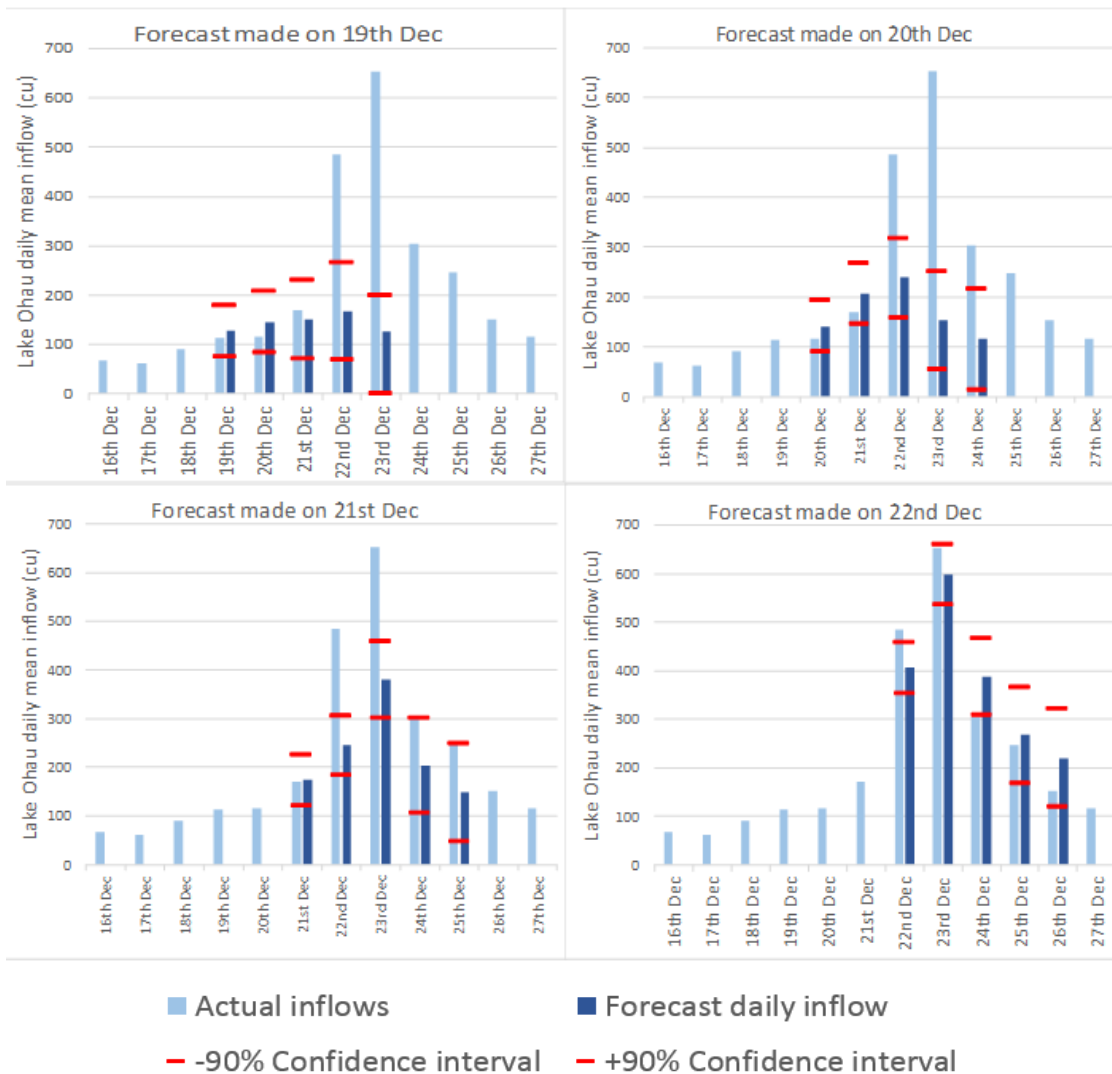 Forecast made on 19th Dec
Lake Ohau daily mean inflow (cu)
700
600
500
400
300
200
100
0
16th Dec
17th Dec
18th Dec
19th Dec
20th Dec
21st Dec
22nd Dec
23rd Dec
24th Dec
25th Dec
26th Dec
27th Dec
Forecast made on 20th Dec
Lake Ohau daily mean inflow (cu)
700
600
500
400
300
200
100
0
16th Dec
17th Dec
18th Dec
19th Dec
20th Dec
21st Dec
22nd Dec
23rd Dec
24th Dec
25th Dec
26th Dec
27th Dec
Forecast made on 21st Dec
Lake Ohau daily mean inflow (cu)
700
600
500
400
300
200
100
0
16th Dec
17th Dec
18th Dec
19th Dec
20th Dec
21st Dec
22nd Dec
23rd Dec
24th Dec
25th Dec
26th Dec
27th Dec
Forecast made on 22nd Dec
Lake Ohau daily mean inflow (cu)
700
600
500
400
300
200
100
0
16th Dec
17th Dec
18th Dec
19th Dec
20th Dec
21st Dec
22nd Dec
23rd Dec
24th Dec
25th Dec
26th Dec
27th Dec
Actual inflows
Forecast daily inflow
-90% Confidence interval
+90% Confidence interval